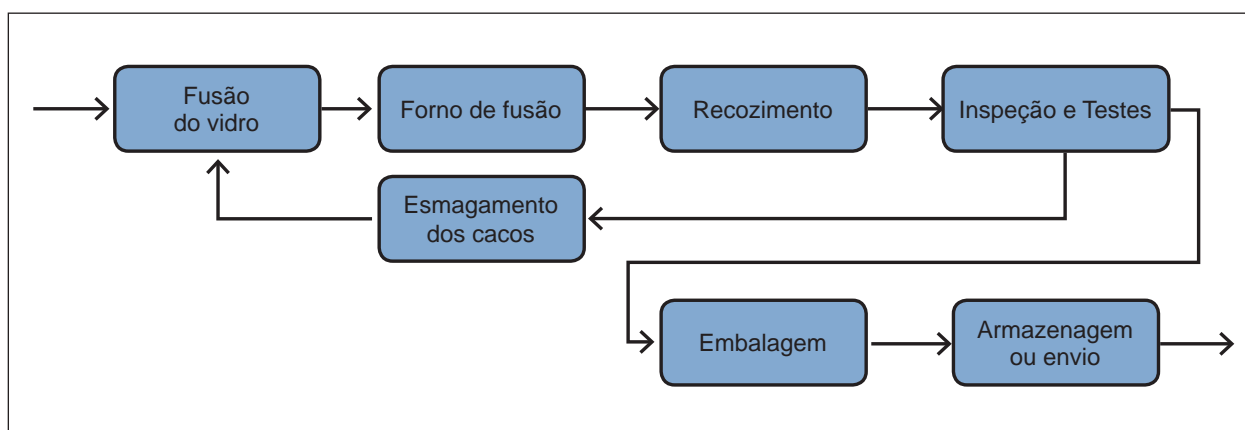 Fusão
do vidro
Forno de fusão
Recozimento
Inspeção e Testes
Esmagamento
dos cacos
Embalagem
Armazenagem
ou envio